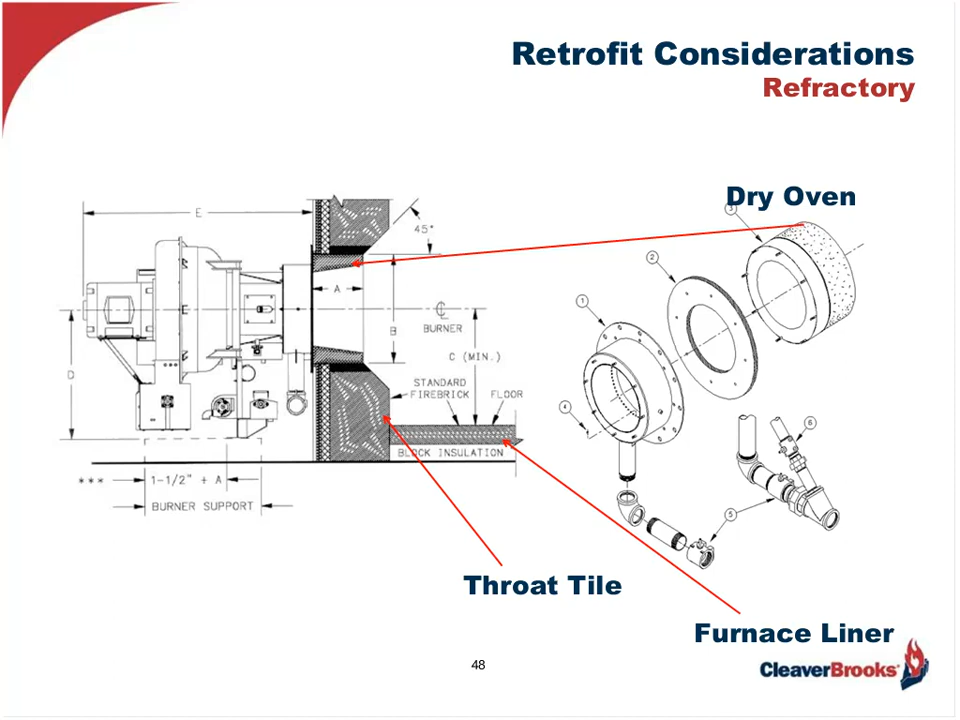 Retrofit Considerations
Refractory
Dry Oven
E
45°
3
2
1
A
B
℄
BURNER
C (MIN.)
D
STANDARD
FIREBRICK
FLOOR
4
6
BLOCK INSULATION
*** 1-1/2" + A
BURNER SUPPORT
5
Throat Tile
Furnace Liner
48
CleaverBrooks